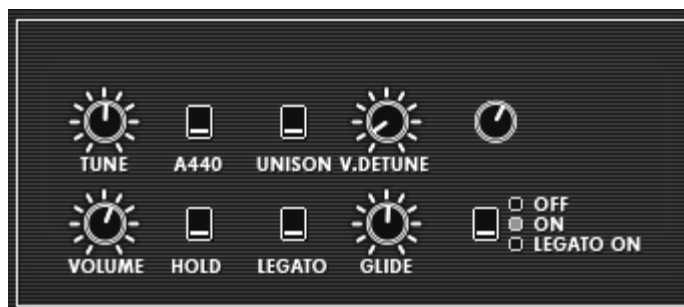 TUNE A440 UNISON V.DETUNE
OFF
ON
LEGATO ON
VOLUME HOLD LEGATO GLIDE